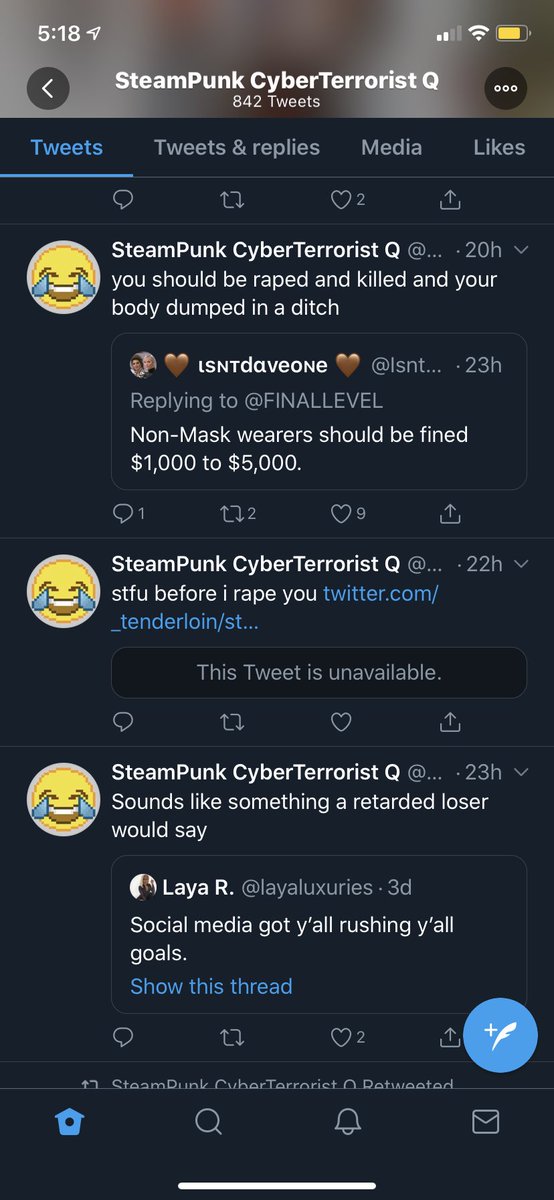 5:18
SteamPunk CyberTerrorist Q
842 Tweets
Tweets
Tweets & replies
Media
Likes
2
SteamPunk CyberTerrorist Q @... · 20h
you should be raped and killed and your
body dumped in a ditch
🤎 ιsɴтdαveoɴe 🤎 @Isnt... · 23h
Replying to @FINALLEVEL
Non-Mask wearers should be fined
$1,000 to $5,000.
1
2
9
SteamPunk CyberTerrorist Q @... · 22h
stfu before i rape you twitter.com/
_tenderloin/st...
This Tweet is unavailable.
SteamPunk CyberTerrorist Q @... · 23h
Sounds like something a retarded loser
would say
Laya R. @layaluxuries · 3d
Social media got y'all rushing y'all
goals.
Show this thread
2
SteamPunk CyberTerrorist Q Retweeted